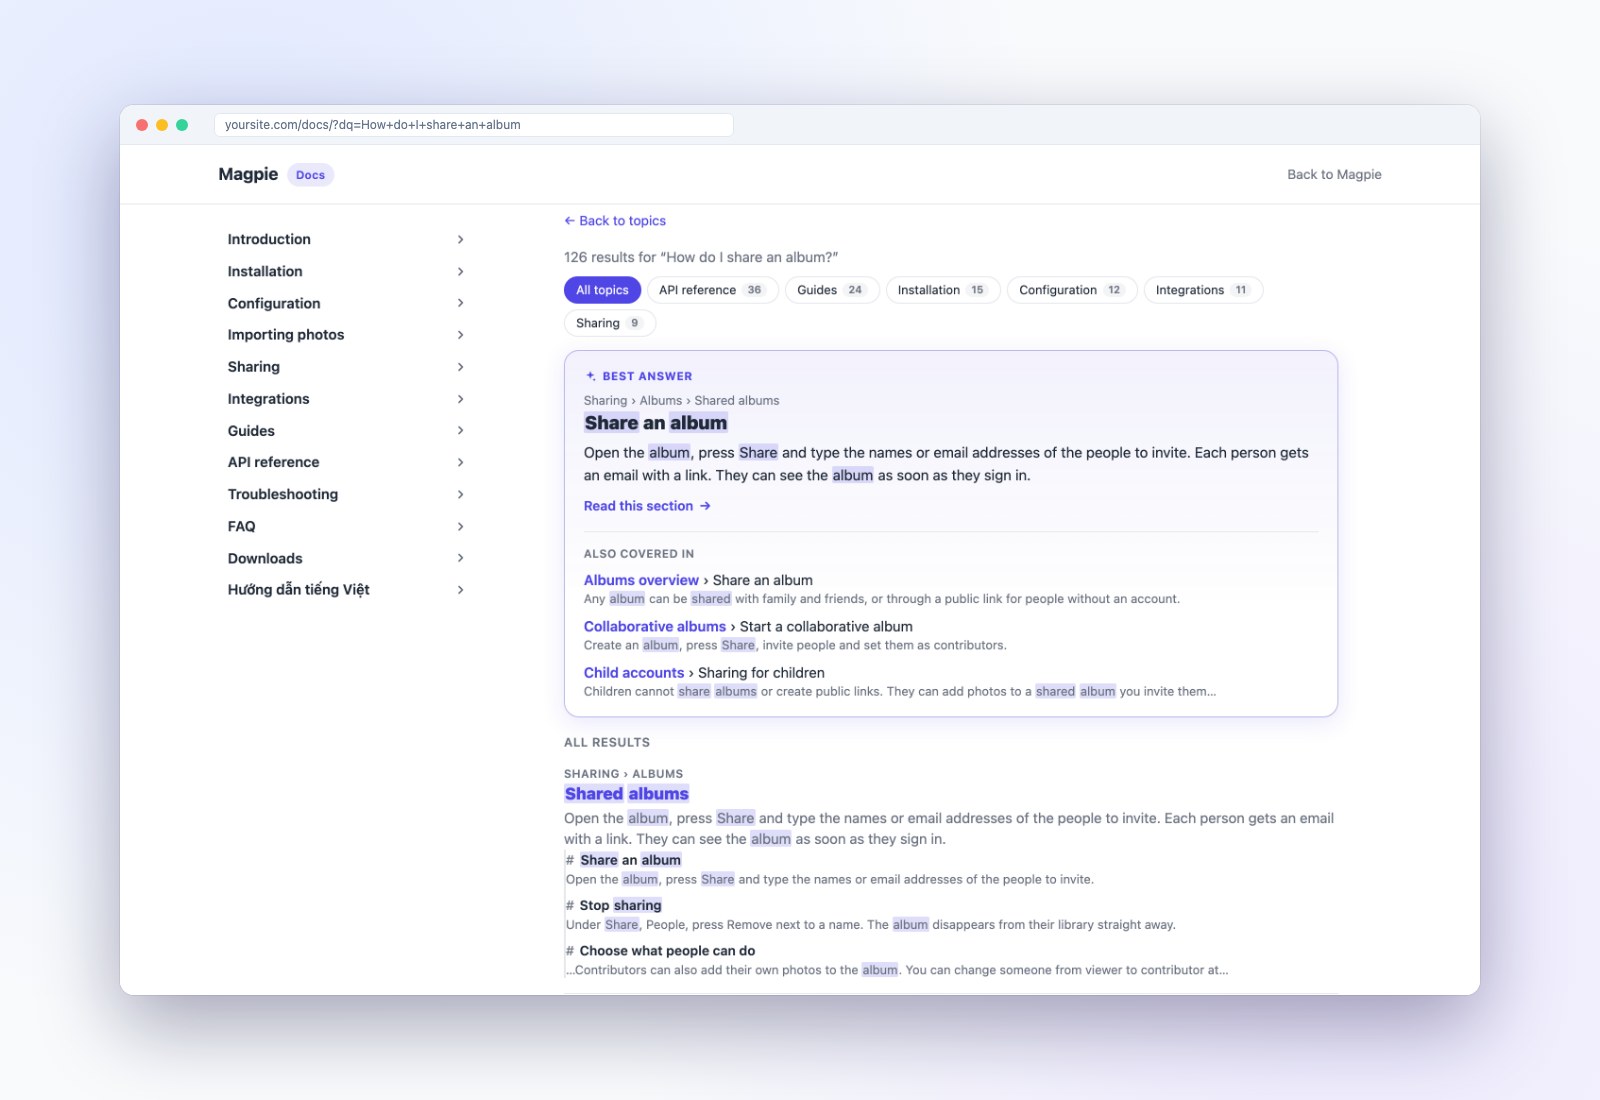 yoursite.com/docs/?dq=How+do+I+share+an+album
Magpie Docs
Back to Magpie
Introduction
Installation
Configuration
Importing photos
Sharing
Integrations
Guides
API reference
Troubleshooting
FAQ
Downloads
Hướng dẫn tiếng Việt
← Back to topics
126 results for “How do I share an album?”
All topics API reference 36 Guides 24 Installation 15 Configuration 12 Integrations 11
Sharing 9
BEST ANSWER
Sharing › Albums › Shared albums
Share an album
Open the album, press Share and type the names or email addresses of the people to invite. Each person gets
an email with a link. They can see the album as soon as they sign in.
Read this section →
ALSO COVERED IN
Albums overview › Share an album
Any album can be shared with family and friends, or through a public link for people without an account.
Collaborative albums › Start a collaborative album
Create an album, press Share, invite people and set them as contributors.
Child accounts › Sharing for children
Children cannot share albums or create public links. They can add photos to a shared album you invite them...
ALL RESULTS
SHARING › ALBUMS
Shared albums
Open the album, press Share and type the names or email addresses of the people to invite. Each person gets an email
with a link. They can see the album as soon as they sign in.
# Share an album
Open the album, press Share and type the names or email addresses of the people to invite.
# Stop sharing
Under Share, People, press Remove next to a name. The album disappears from their library straight away.
# Choose what people can do
...Contributors can also add their own photos to the album. You can change someone from viewer to contributor at...